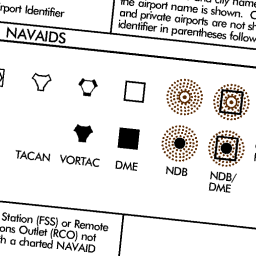 rport Identifier
the airport name is shown.
and private airports are not
identifier in parentheses follow
NAVAIDS
TACAN
VORTAC
DME
NDB
NDB/
DME
Station (FSS) or Remote
ons Outlet (RCO) not
h a charted NAVAID